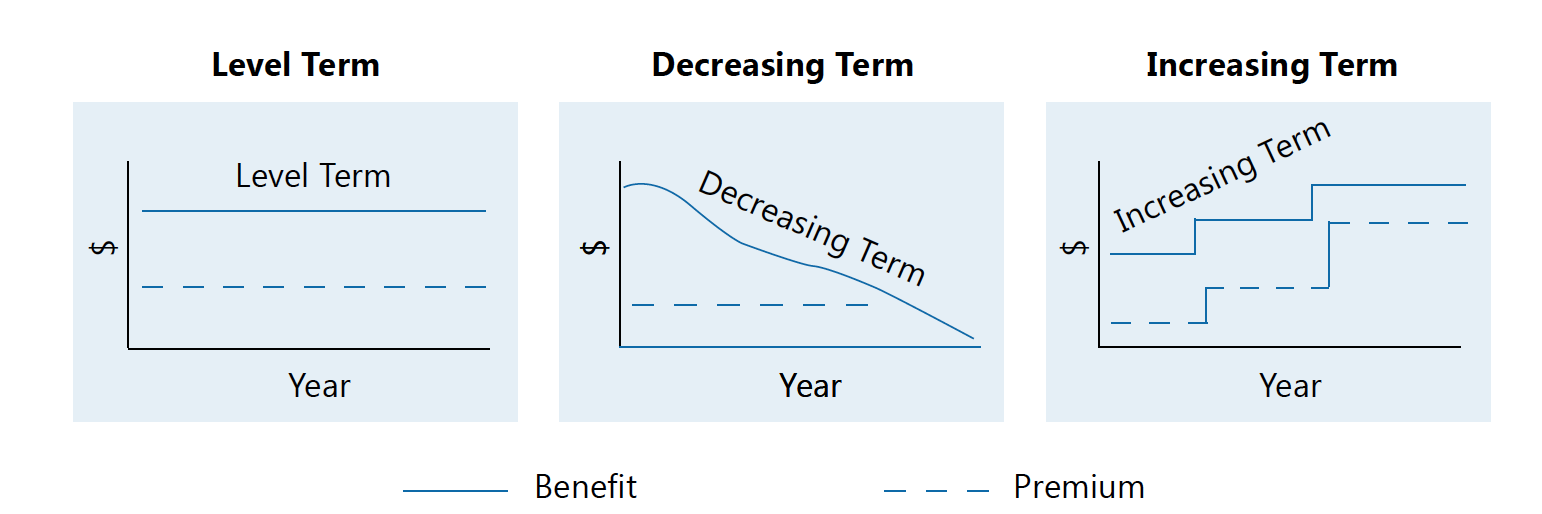 Level Term
Decreasing Term
Increasing Term
Level Term
$
Year
Decreasing Term
$
Year
Increasing Term
$
Year
Benefit
Premium